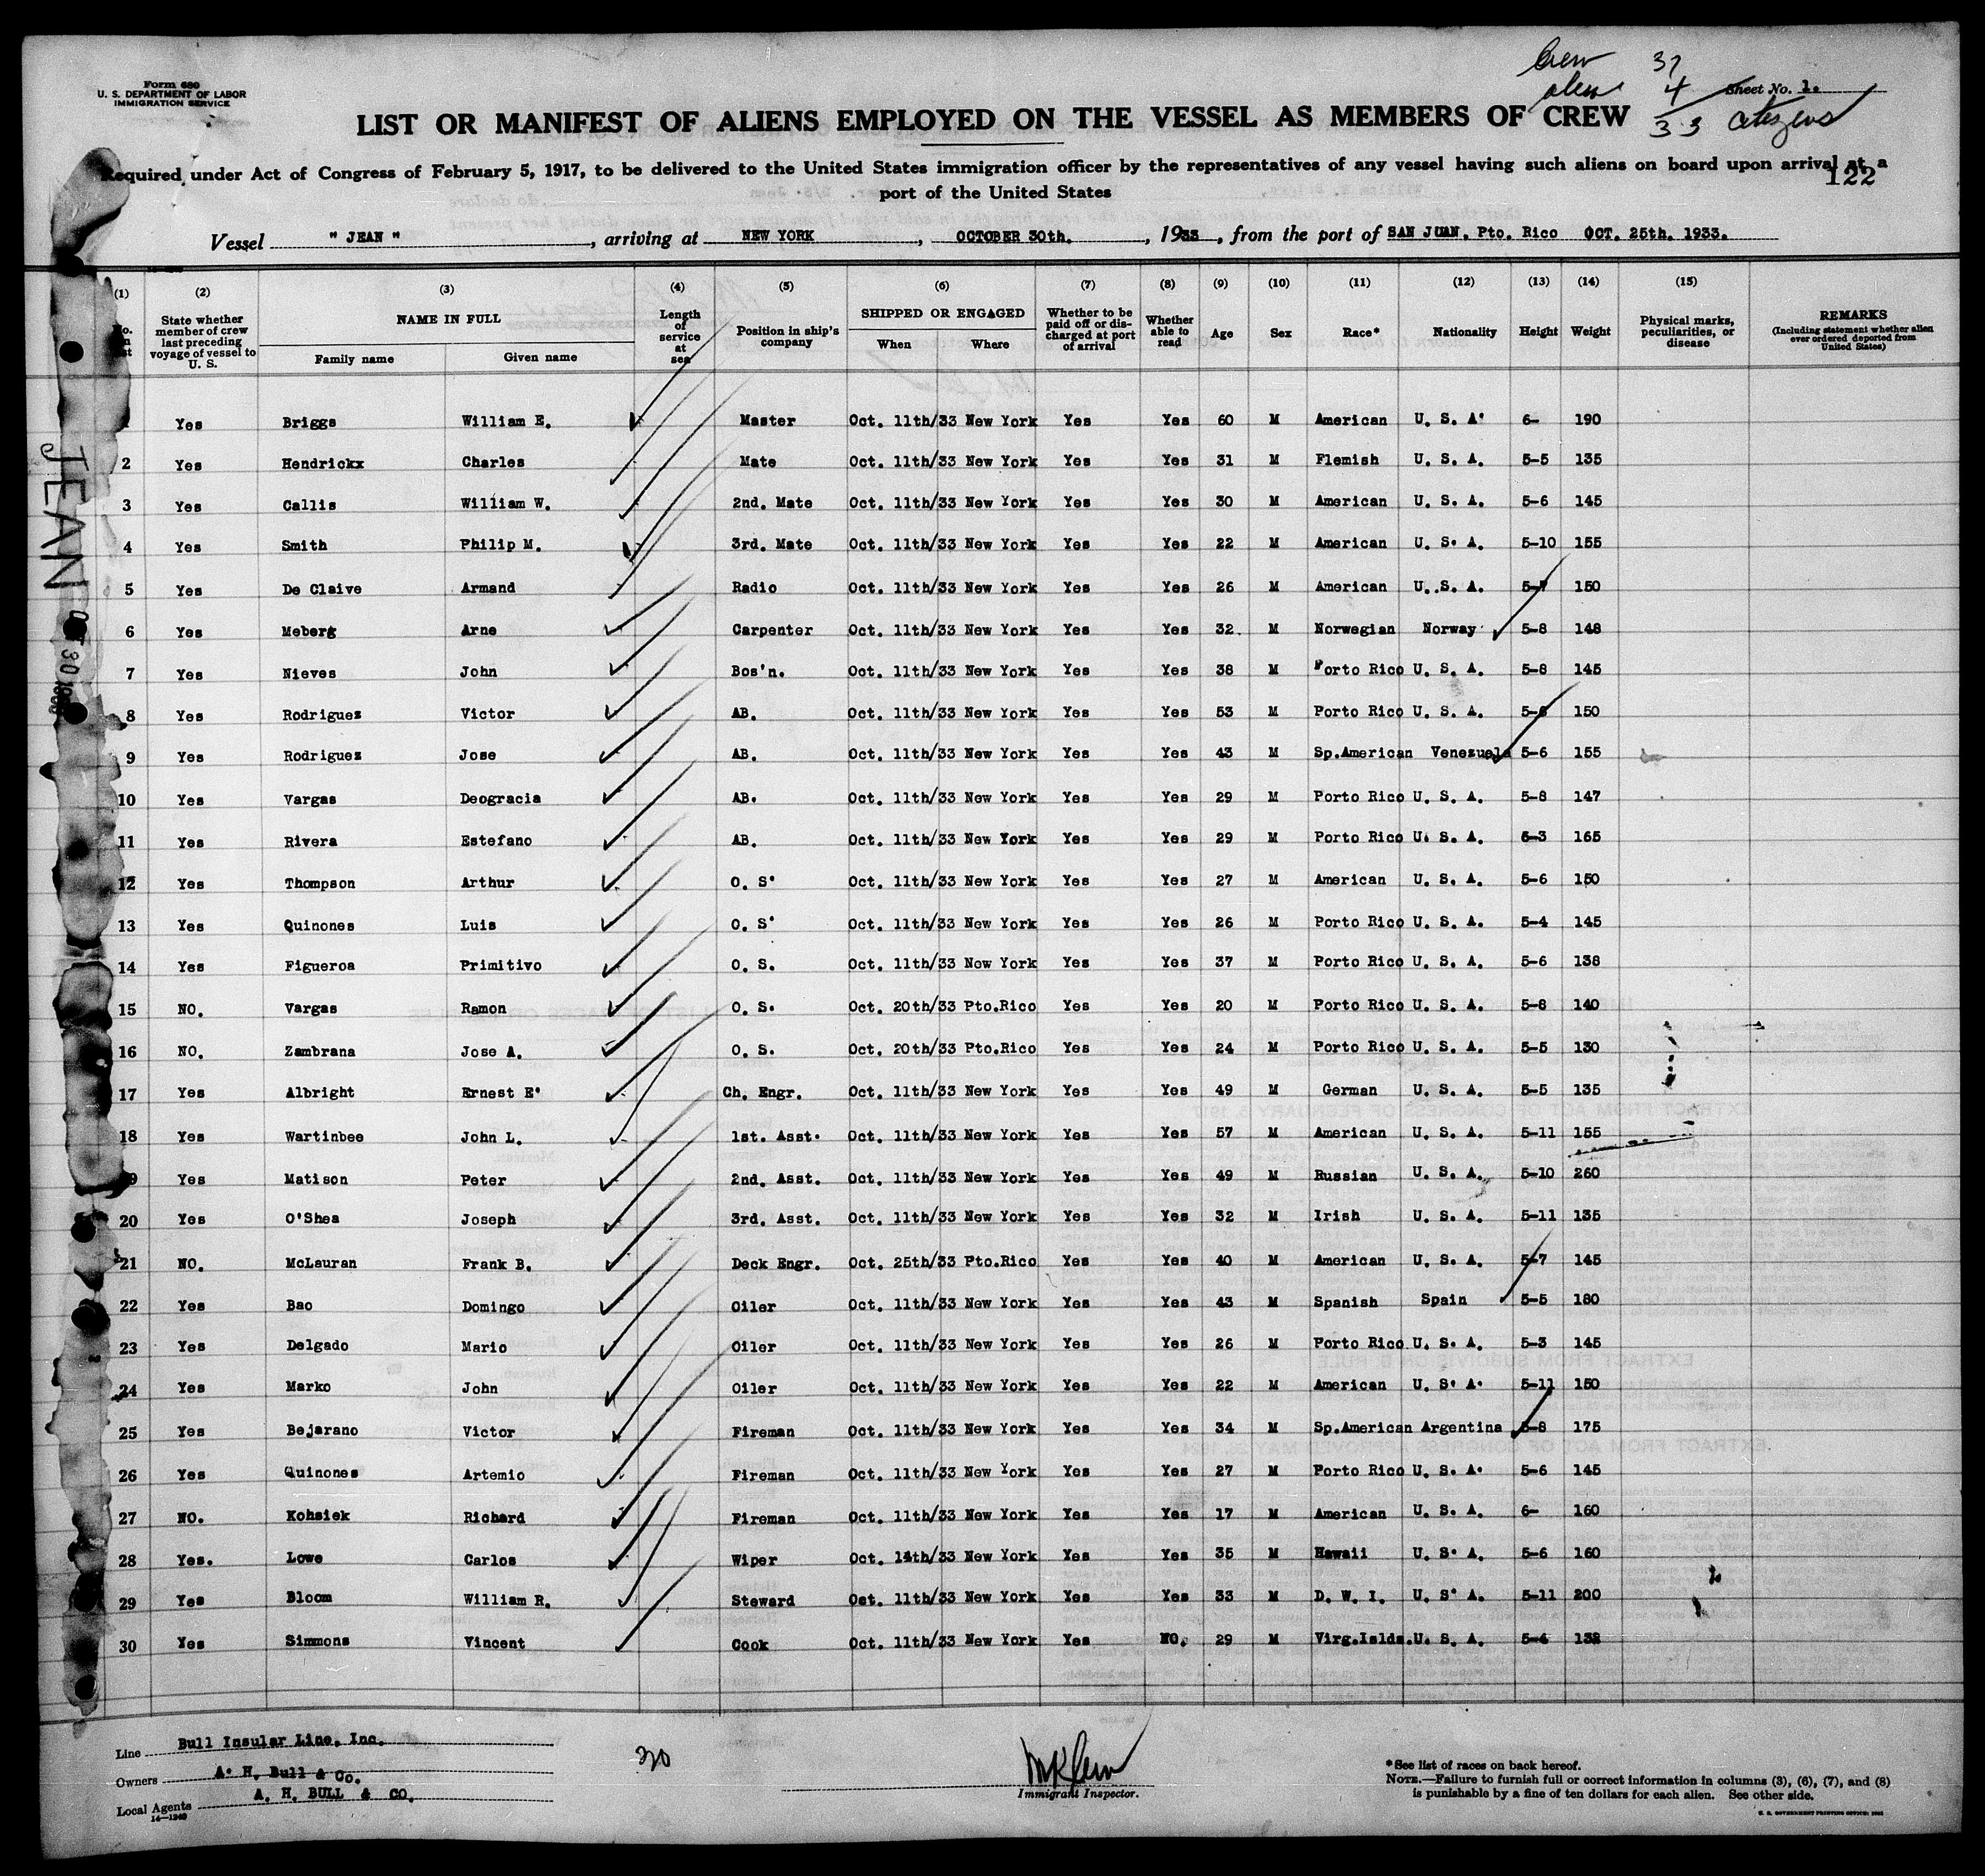 Form 680
U. S. DEPARTMENT OF LABOR
IMMIGRATION SERVICE
Crew 37
alien 4
33 citizens
Sheet No. 1.
LIST OR MANIFEST OF ALIENS EMPLOYED ON THE VESSEL AS MEMBERS OF CREW
Required under Act of Congress of February 5, 1917, to be delivered to the United States immigration officer by the representatives of any vessel having such aliens on board upon arrival at a
port of the United States
122
Vessel " JEAN " , arriving at NEW YORK , OCTOBER 30th. , 1933 , from the port of SAN JUAN. Pto. Rico OCT. 25th. 1933.
(1) (2) (3) (4) (5) (6) (7) (8) (9) (10) (11) (12) (13) (14) (15)
State whether member of crew last preceding voyage of vessel to U. S.
NAME IN FULL
Family name Given name
Length of service at sea
Position in ship's company
SHIPPED OR ENGAGED
When Where
Whether to be paid off or discharged at port of arrival
Whether able to read
Age Sex Race* Nationality Height Weight
Physical marks, peculiarities, or disease
REMARKS
(Including statement whether alien ever ordered deported from United States)
Yes Briggs William E. Master Oct. 11th/33 New York Yes Yes 60 M American U. S. A. 6- 190
2 Yes Hendrickx Charles Mate Oct. 11th/33 New York Yes Yes 31 M Flemish U. S. A. 5-5 135
3 Yes Callis William W. 2nd. Mate Oct. 11th/33 New York Yes Yes 30 M American U. S. A. 5-6 145
4 Yes Smith Philip M. 3rd. Mate Oct. 11th/33 New York Yes Yes 22 M American U. S. A. 5-10 155
5 Yes De Claive Armand Radio Oct. 11th/33 New York Yes Yes 26 M American U. S. A. 5-7 150
6 Yes Meberg Arne Carpenter Oct. 11th/33 New York Yes Yes 32 M Norwegian Norway 5-8 148
7 Yes Nieves John Bos'n. Oct. 11th/33 New York Yes Yes 38 M Porto Rico U. S. A. 5-8 145
8 Yes Rodriguez Victor AB. Oct. 11th/33 New York Yes Yes 53 M Porto Rico U. S. A. 5-6 150
9 Yes Rodriguez Jose AB. Oct. 11th/33 New York Yes Yes 43 M Sp.American Venezuela 5-6 155
10 Yes Vargas Deogracia AB. Oct. 11th/33 New York Yes Yes 29 M Porto Rico U. S. A. 5-8 147
11 Yes Rivera Estefano AB. Oct. 11th/33 New York Yes Yes 29 M Porto Rico U. S. A. 6-3 165
12 Yes Thompson Arthur O. S. Oct. 11th/33 New York Yes Yes 27 M American U. S. A. 5-6 150
13 Yes Quinones Luis O. S. Oct. 11th/33 New York Yes Yes 26 M Porto Rico U. S. A. 5-4 145
14 Yes Figueroa Primitivo O. S. Oct. 11th/33 New York Yes Yes 37 M Porto Rico U. S. A. 5-6 138
15 NO. Vargas Ramon O. S. Oct. 20th/33 Pto.Rico Yes Yes 20 M Porto Rico U. S. A. 5-8 140
16 NO. Zambrana Jose A. O. S. Oct. 20th/33 Pto.Rico Yes Yes 24 M Porto Rico U. S. A. 5-5 130
17 Yes Albright Ernest E. Ch. Engr. Oct. 11th/33 New York Yes Yes 49 M German U. S. A. 5-5 135
18 Yes Wartinbee John L. 1st. Asst. Oct. 11th/33 New York Yes Yes 57 M American U. S. A. 5-11 155
9 Yes Matison Peter 2nd. Asst. Oct. 11th/33 New York Yes Yes 49 M Russian U. S. A. 5-10 260
20 Yes O'Shea Joseph 3rd. Asst. Oct. 11th/33 New York Yes Yes 32 M Irish U. S. A. 5-11 135
21 NO. McLauran Frank B. Deck Engr. Oct. 25th/33 Pto.Rico Yes Yes 40 M American U. S. A. 5-7 145
22 Yes Bao Domingo Oiler Oct. 11th/33 New York Yes Yes 43 M Spanish Spain 5-5 180
23 Yes Delgado Mario Oiler Oct. 11th/33 New York Yes Yes 26 M Porto Rico U. S. A. 5-3 145
24 Yes Marko John Oiler Oct. 11th/33 New York Yes Yes 22 M American U. S. A. 5-11 150
25 Yes Bejarano Victor Fireman Oct. 11th/33 New York Yes Yes 34 M Sp.American Argentina 5-8 175
26 Yes Quinones Artemio Fireman Oct. 11th/33 New York Yes Yes 27 M Porto Rico U. S. A. 5-6 145
27 NO. Kohsiek Richard Fireman Oct. 11th/33 New York Yes Yes 17 M American U. S. A. 6- 160
28 Yes. Lowe Carlos Wiper Oct. 14th/33 New York Yes Yes 35 M Hawaii U. S. A. 5-6 160
29 Yes Bloom William R. Steward Oct. 11th/33 New York Yes Yes 33 M D. W. I. U. S. A. 5-11 200
30 Yes Simmons Vincent Cook Oct. 11th/33 New York Yes NO. 29 M Virg.Islds. U. S. A. 5-4 138
JEAN
Line Bull Insular Line, Inc.
Owners A. H. Bull & Co.
Local Agents A. H. BULL & CO.
14-1240
30
Immigrant Inspector.
*See list of races on back hereof.
NOTE.—Failure to furnish full or correct information in columns (3), (6), (7), and (8)
is punishable by a fine of ten dollars for each alien. See other side.
U. S. GOVERNMENT PRINTING OFFICE: